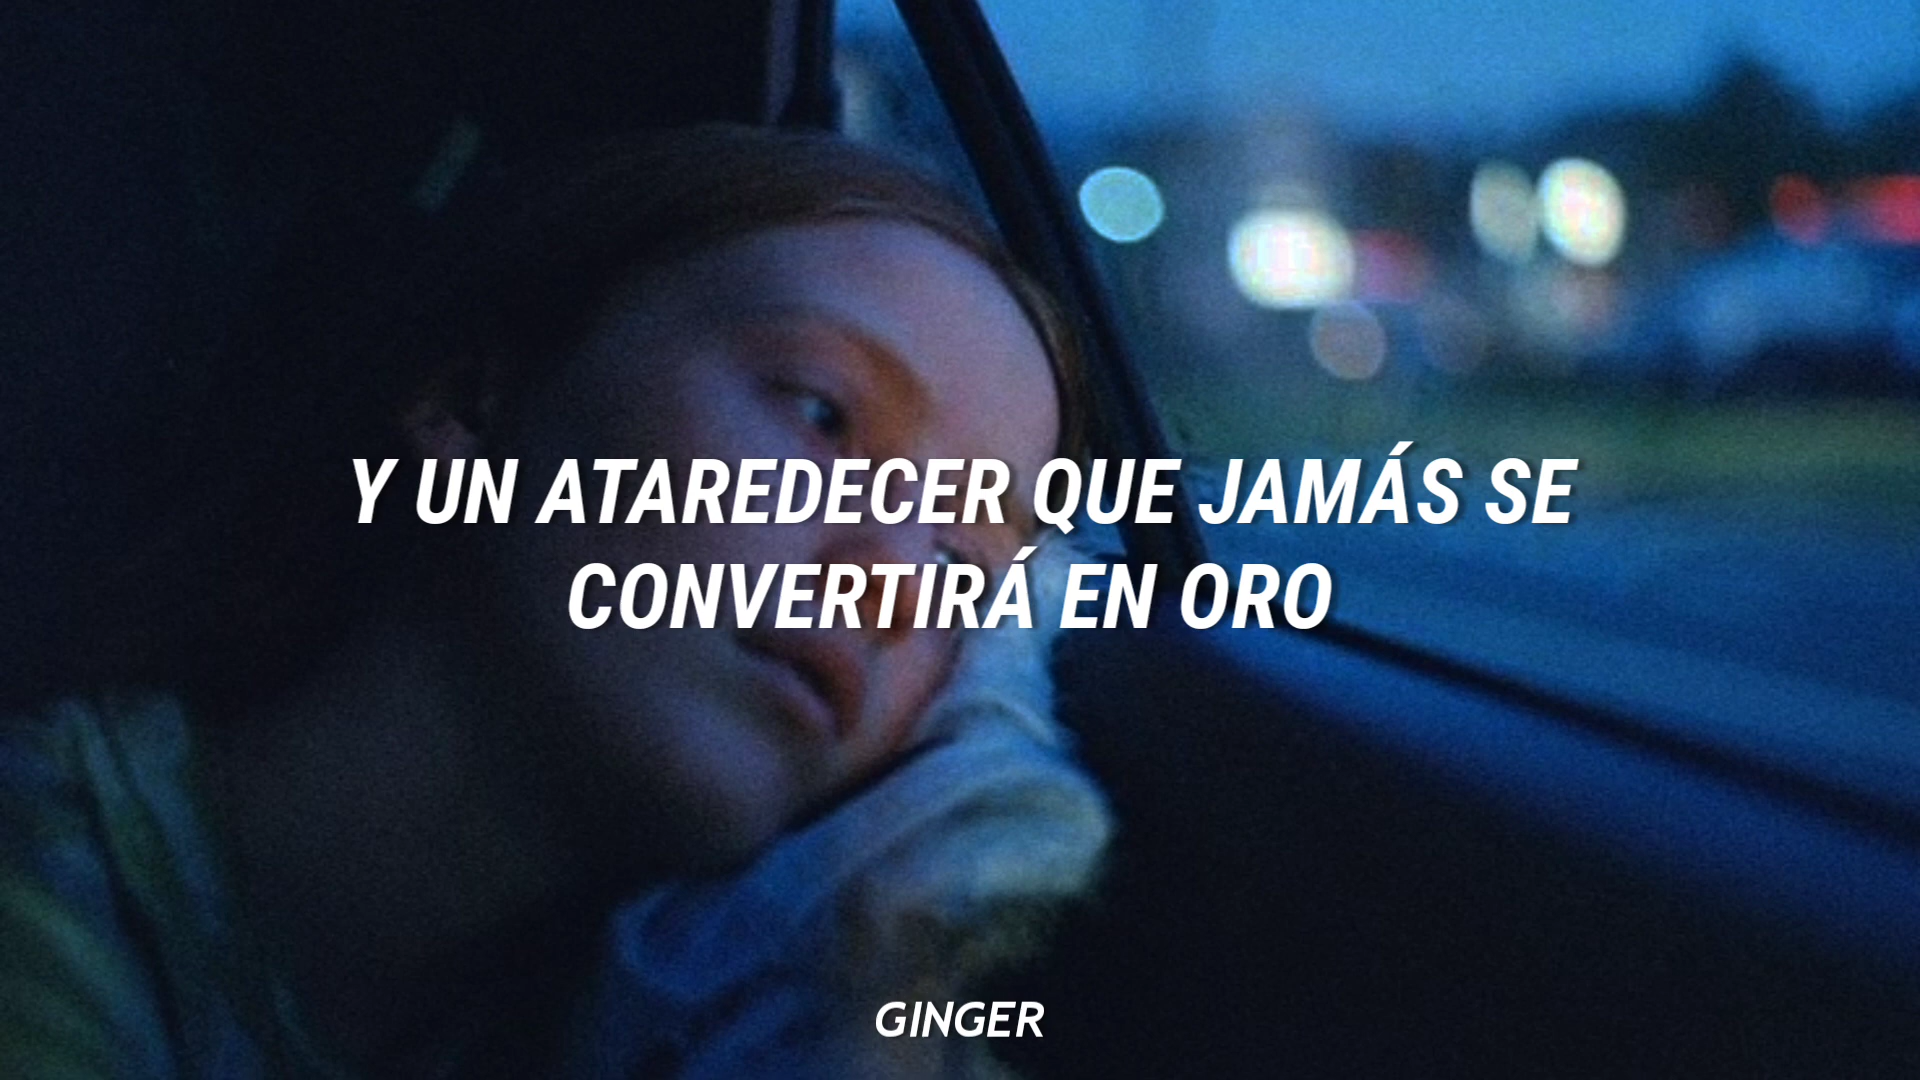 Y UN ATAREDECER QUE JAMÁS SE
CONVERTIRÁ EN ORO
GINGER